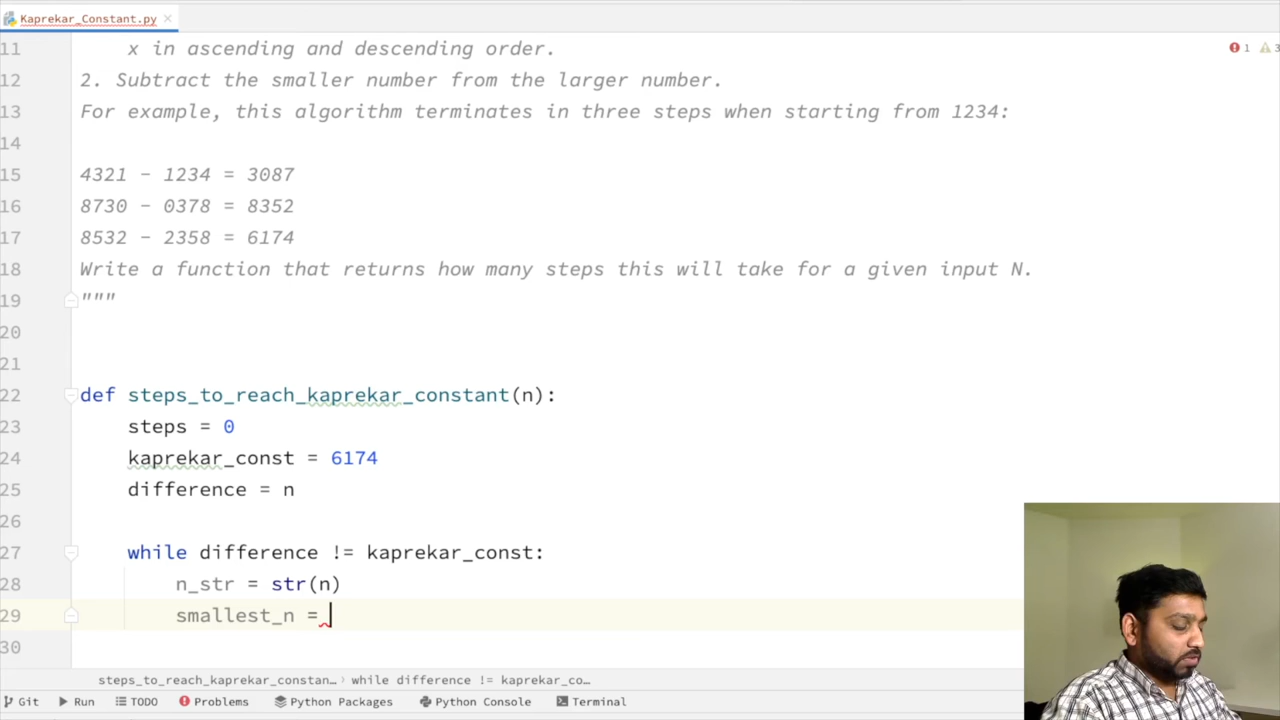 Kaprekar_Constant.py
11 x in ascending and descending order.
1 3
12 2. Subtract the smaller number from the larger number.
13 For example, this algorithm terminates in three steps when starting from 1234:
14
15 4321 - 1234 = 3087
16 8730 - 0378 = 8352
17 8532 - 2358 = 6174
18 Write a function that returns how many steps this will take for a given input N.
19 """
20
21
22 def steps_to_reach_kaprekar_constant(n):
23 steps = 0
24 kaprekar_const = 6174
25 difference = n
26
27 while difference != kaprekar_const:
28 n_str = str(n)
29 smallest_n =
30
steps_to_reach_kaprekar_constan... › while difference != kaprekar_co...
Git Run TODO Problems Python Packages Python Console Terminal